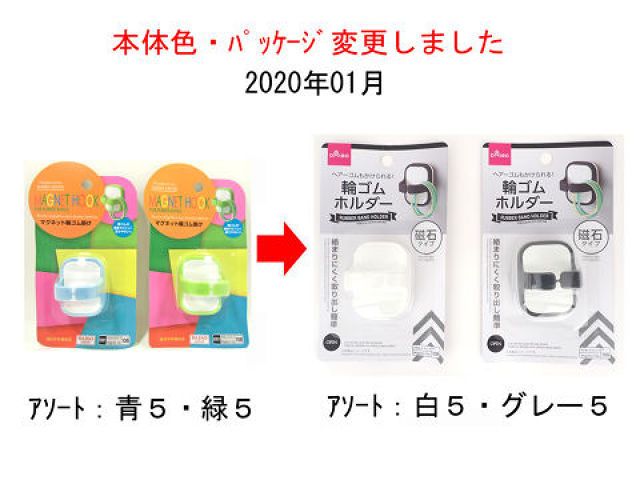 本体色・ﾊﾟｯｹｰｼﾞ変更しました
2020年01月
MAGNET HOOK
マグネット輪ゴム掛け
MAGNET HOOK
マグネット輪ゴム掛け
ｱｿｰﾄ：青５・緑５
DAISO
ヘアーゴムもかけられる!
輪ゴム
ホルダー
RUBBER BAND HOLDER
磁石
タイプ
絡まりにくく取り出し簡単
OPEN
DAISO
ヘアーゴムもかけられる!
輪ゴム
ホルダー
RUBBER BAND HOLDER
磁石
タイプ
絡まりにくく取り出し簡単
OPEN
ｱｿｰﾄ：白５・グレー５